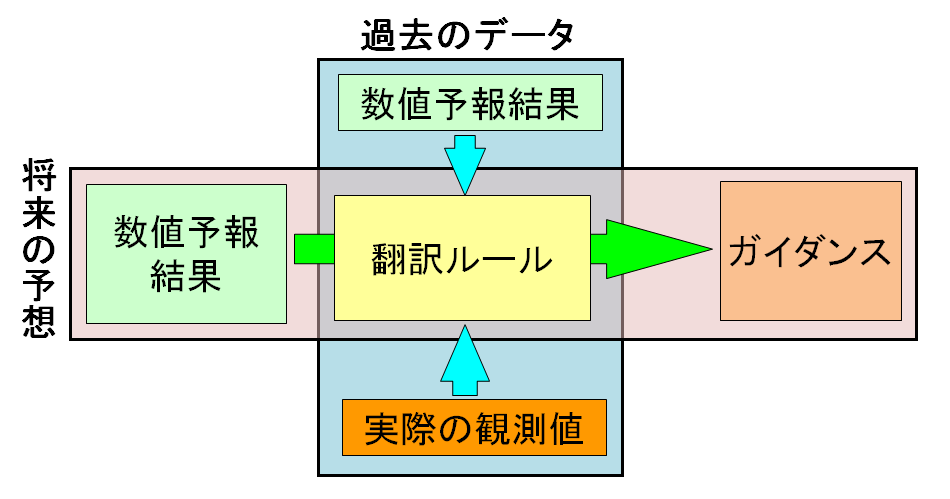 過去のデータ
数値予報結果
将来の予想
数値予報
結果
翻訳ルール
ガイダンス
実際の観測値